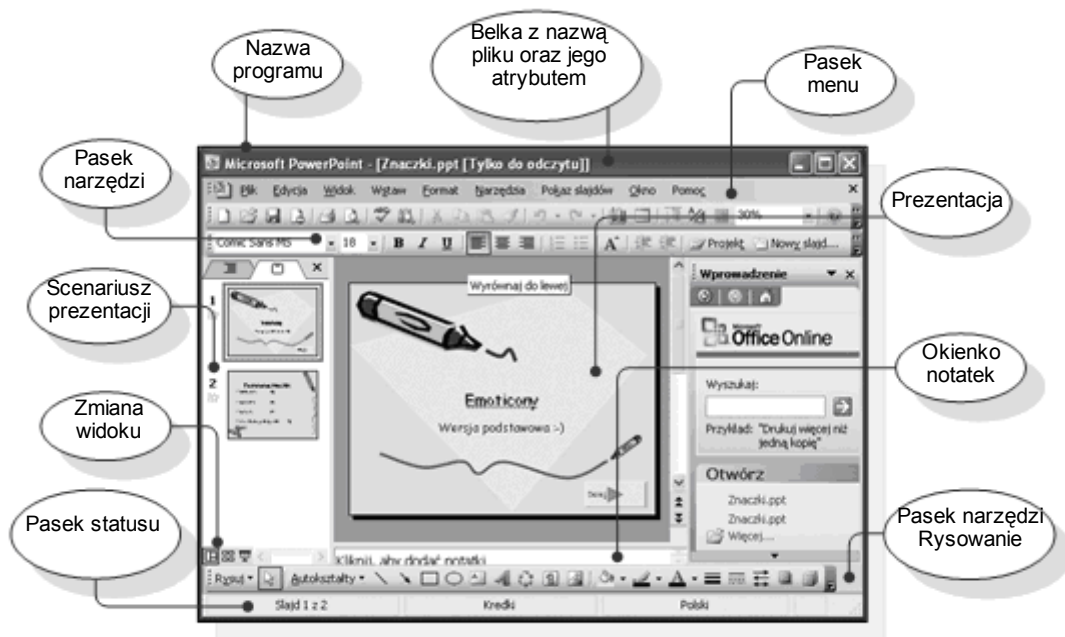 Nazwa
programu
Belka z nazwą
pliku oraz jego
atrybutem
Pasek
menu
Pasek
narzędzi
Prezentacja
Scenariusz
prezentacji
Okienko
notatek
Zmiana
widoku
Pasek statusu
Pasek narzędzi
Rysowanie
Microsoft PowerPoint - [Znaczki.ppt [Tylko do odczytu]]
Plik Edycja Widok Wstaw Format Narzędzia Pokaz slajdów Okno Pomoc
30%
Comic Sans MS 18 B I U A Projekt Nowy slajd...
1
2
Wyrównaj do lewej
Emoticony
Wersja podstawowa :-)
Dalej
Wprowadzenie
Microsoft
Office Online
Wyszukaj:
Przykład: "Drukuj więcej niż
jedną kopię"
Otwórz
Znaczki.ppt
Znaczki.ppt
Więcej...
Kliknij, aby dodać notatki
Rysuj Autokształty A
Slajd 1 z 2 Kredki Polski